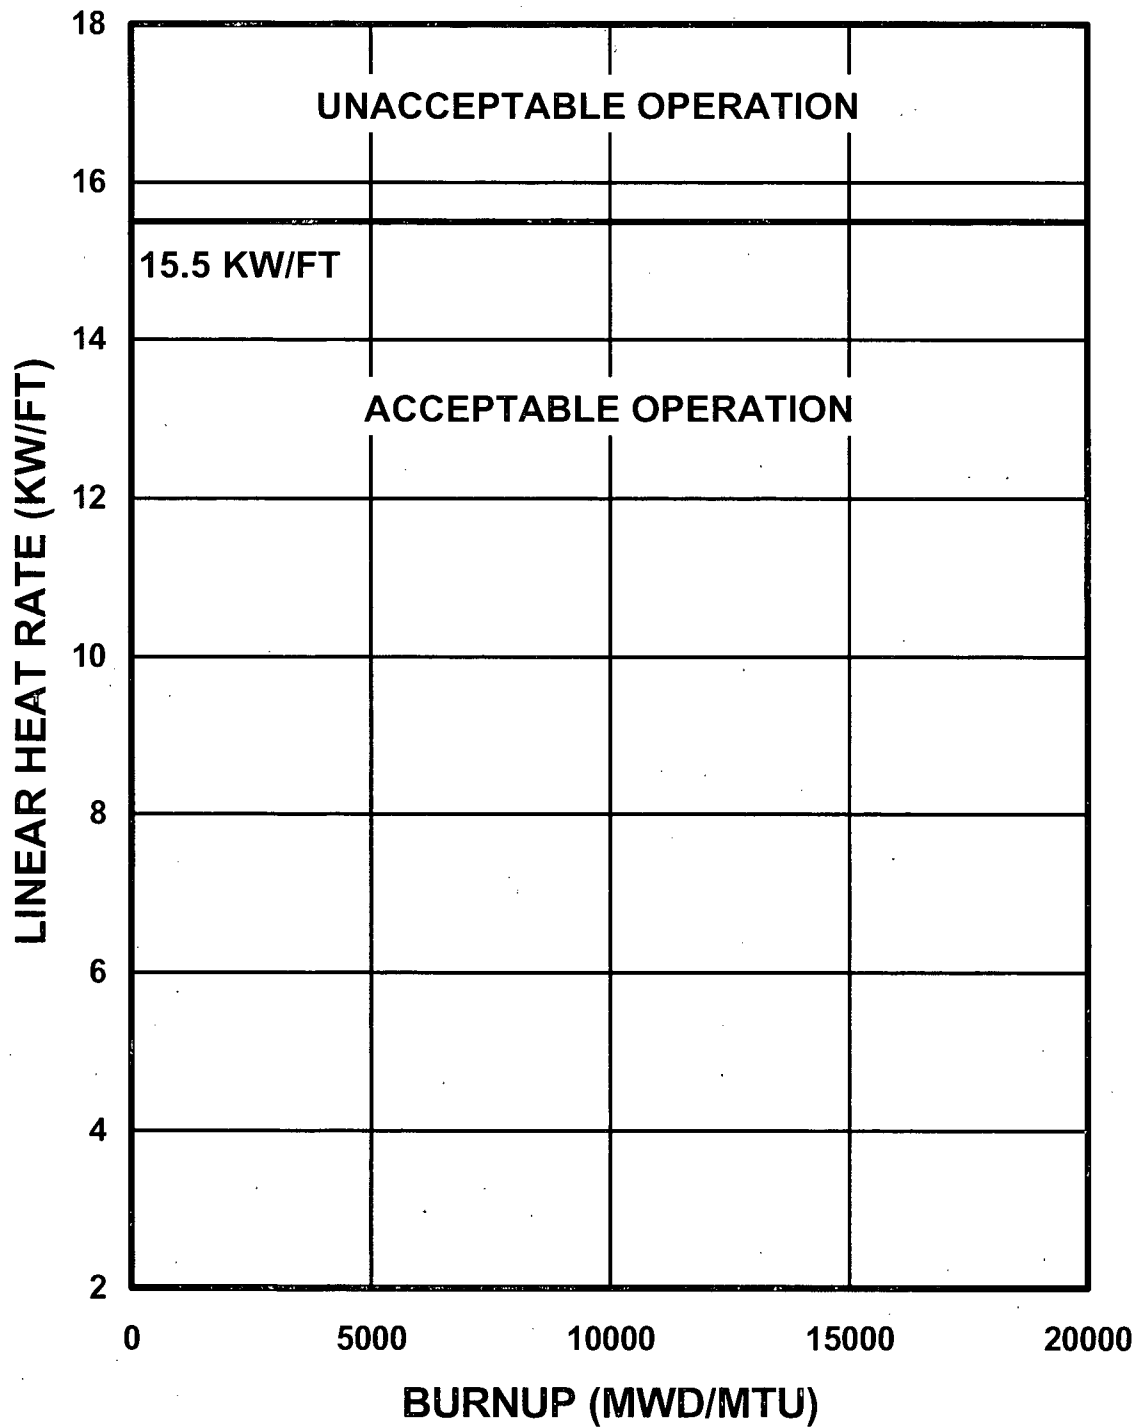 18
UNACCEPTABLE OPERATION
16
15.5 KW/FT
14
ACCEPTABLE OPERATION
12
10
8
6
4
2
LINEAR HEAT RATE (KW/FT)
0 5000 10000 15000 20000
BURNUP (MWD/MTU)